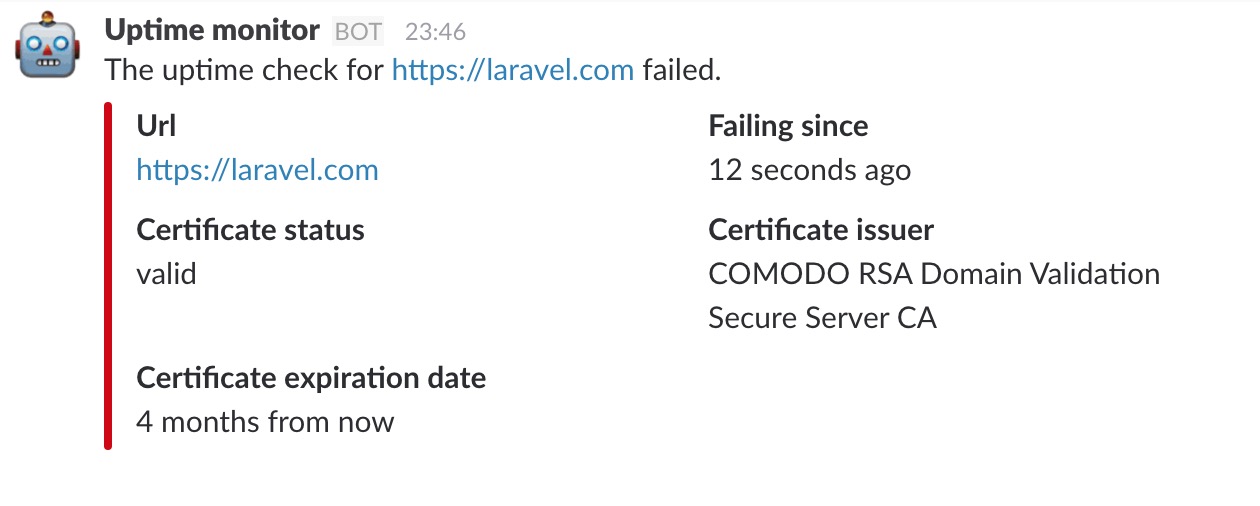 Uptime monitor BOT 23:46
The uptime check for https://laravel.com failed.
Url
https://laravel.com
Failing since
12 seconds ago
Certificate status
valid
Certificate issuer
COMODO RSA Domain Validation
Secure Server CA
Certificate expiration date
4 months from now